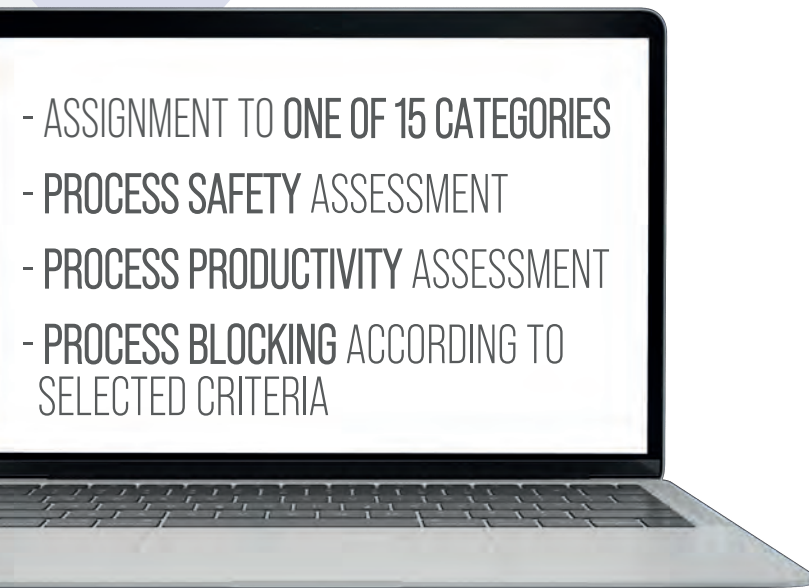 - ASSIGNMENT TO ONE OF 15 CATEGORIES
- PROCESS SAFETY ASSESSMENT
- PROCESS PRODUCTIVITY ASSESSMENT
- PROCESS BLOCKING ACCORDING TO
SELECTED CRITERIA